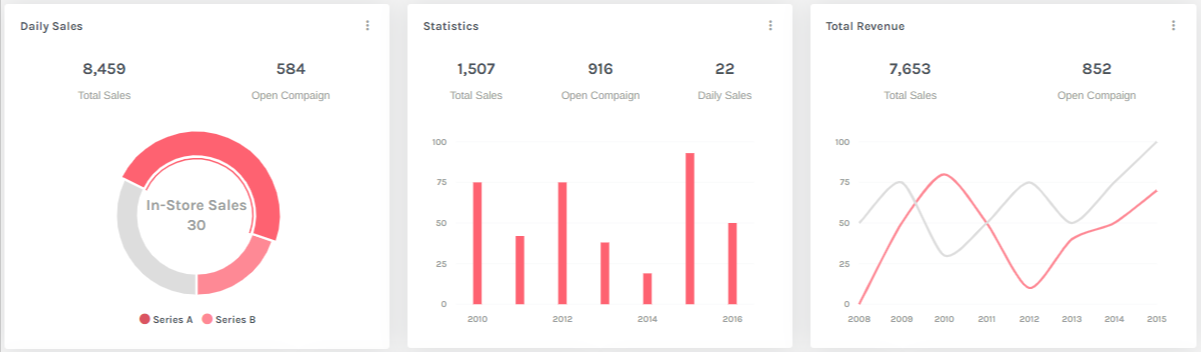 Daily Sales
8,459
Total Sales
584
Open Compaign
In-Store Sales
30
Series A
Series B
Statistics
1,507
Total Sales
916
Open Compaign
22
Daily Sales
100
75
50
25
0
2010
2012
2014
2016
Total Revenue
7,653
Total Sales
852
Open Compaign
100
75
50
25
0
2008
2009
2010
2011
2012
2013
2014
2015